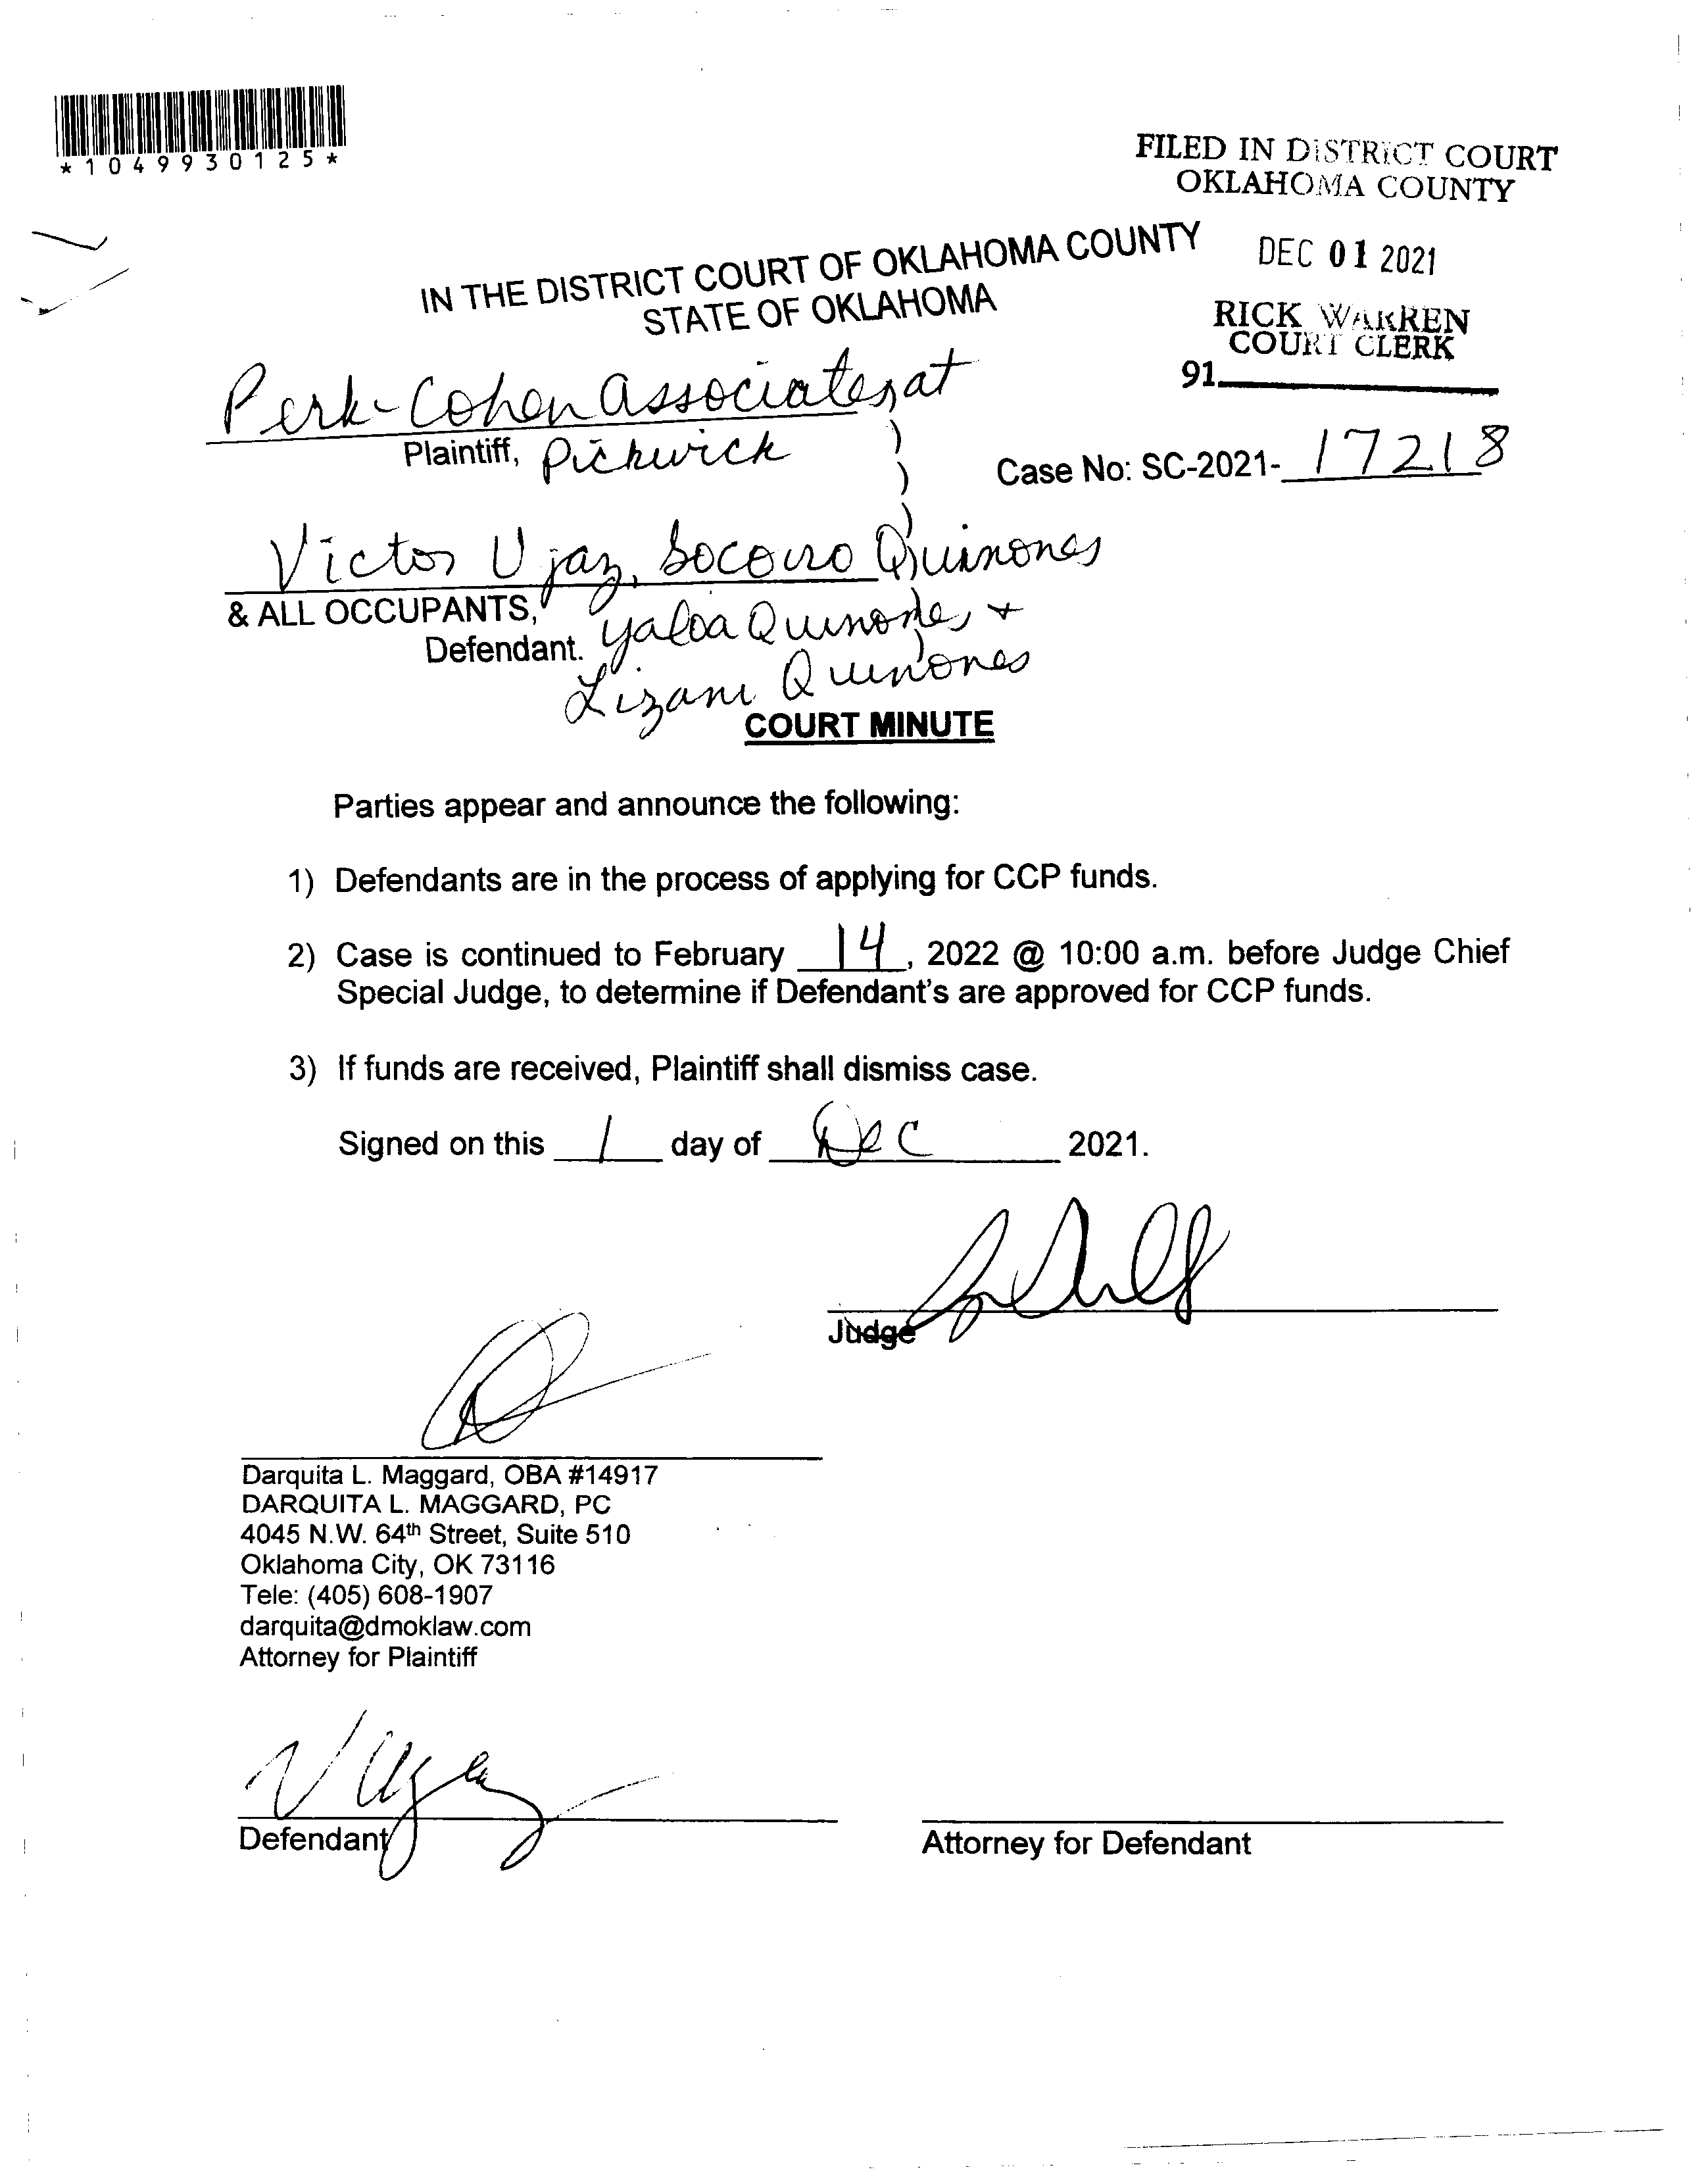 *1049930125*
FILED IN DISTRICT COURT
OKLAHOMA COUNTY
DEC 01 2021
RICK WARREN
COURT CLERK
91
IN THE DISTRICT COURT OF OKLAHOMA COUNTY
STATE OF OKLAHOMA
Perk-Cohen Associates at
Plaintiff, Pickwick
)
)
)
Case No: SC-2021- 17218
Victor Ujaz, Socorro Quinones
& ALL OCCUPANTS, Quinones, +
Defendant.
)
Quinones
COURT MINUTE
Parties appear and announce the following:
1) Defendants are in the process of applying for CCP funds.
2) Case is continued to February 14, 2022 @ 10:00 a.m. before Judge Chief
Special Judge, to determine if Defendant's are approved for CCP funds.
3) If funds are received, Plaintiff shall dismiss case.
Signed on this 1 day of Dec 2021.
Judge
Darquita L. Maggard, OBA #14917
DARQUITA L. MAGGARD, PC
4045 N.W. 64th Street, Suite 510
Oklahoma City, OK 73116
Tele: (405) 608-1907
darquita@dmoklaw.com
Attorney for Plaintiff
Defendant
Attorney for Defendant